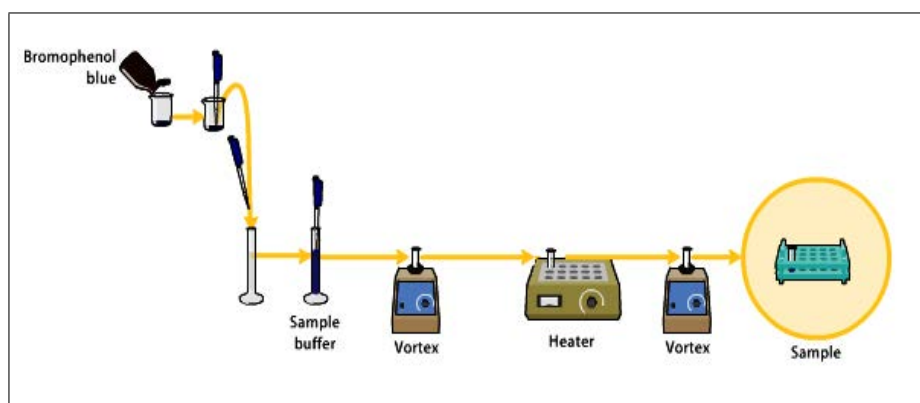 Bromophenol
blue
Sample
buffer
Vortex
Heater
Vortex
Sample